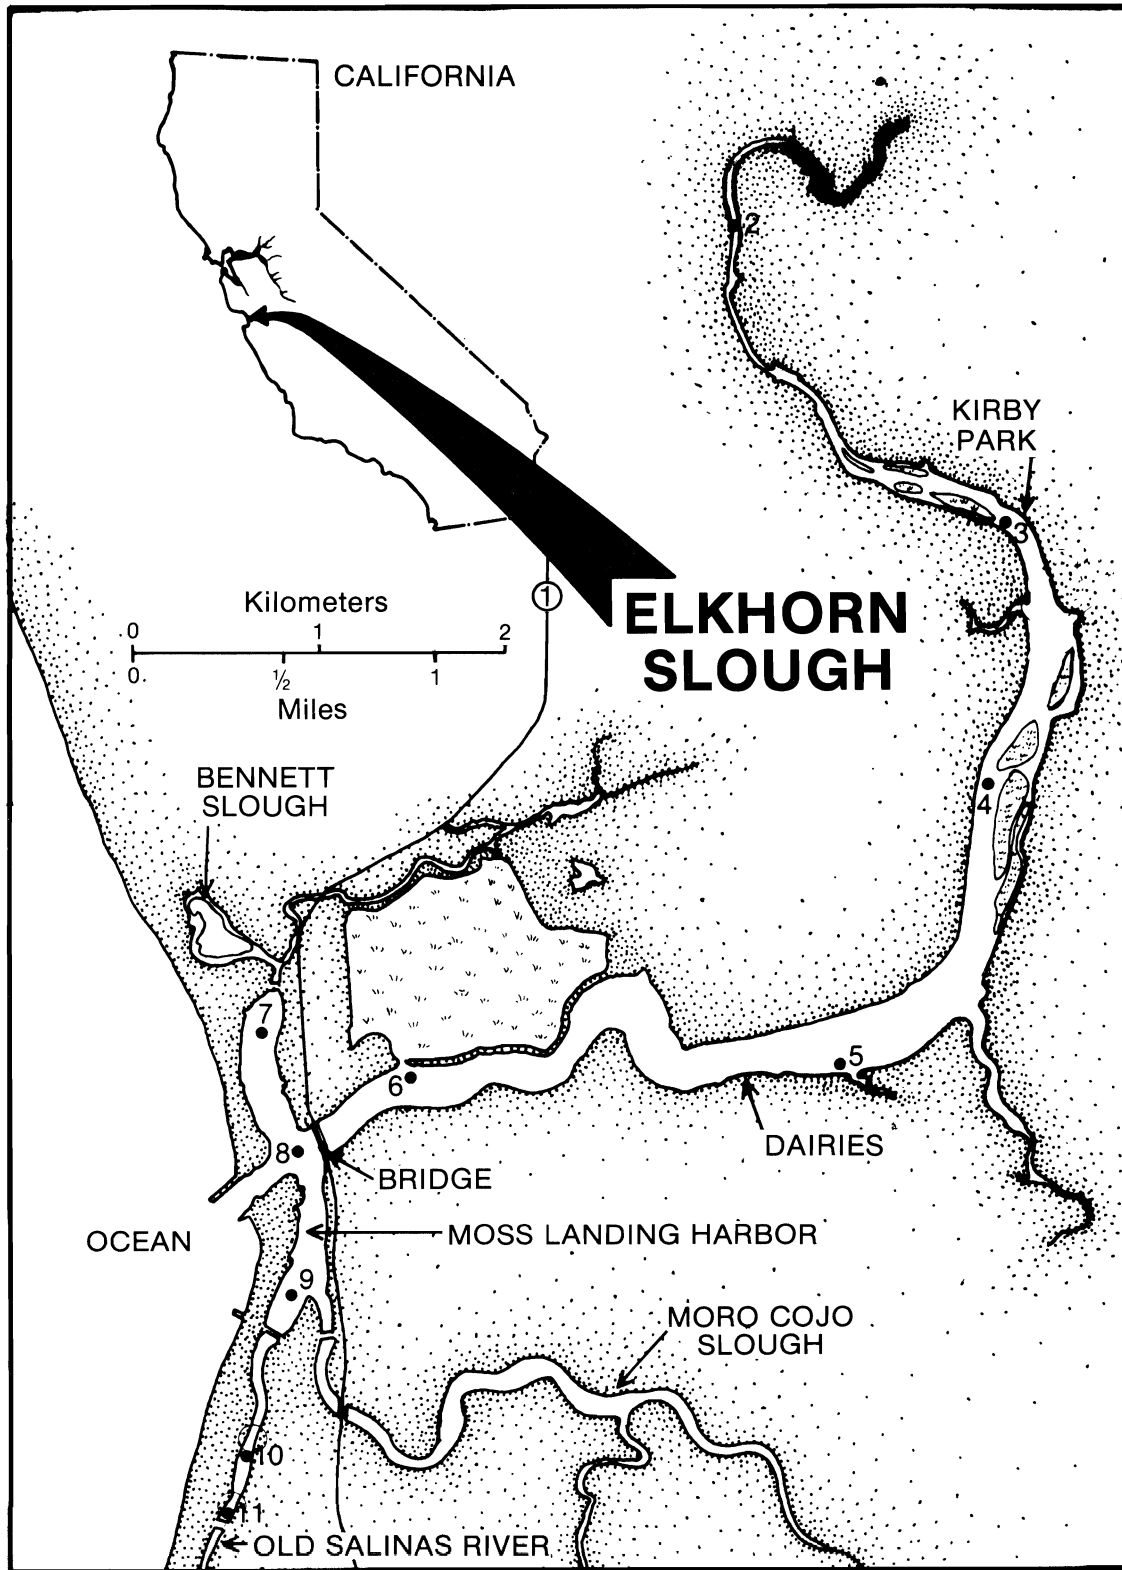 CALIFORNIA
2
KIRBY
PARK
3
Kilometers
0 1 2
0. ½ 1
Miles
1
ELKHORN
SLOUGH
BENNETT
SLOUGH
4
7
5
6
DAIRIES
8
BRIDGE
OCEAN
MOSS LANDING HARBOR
9
MORO COJO
SLOUGH
10
11
OLD SALINAS RIVER